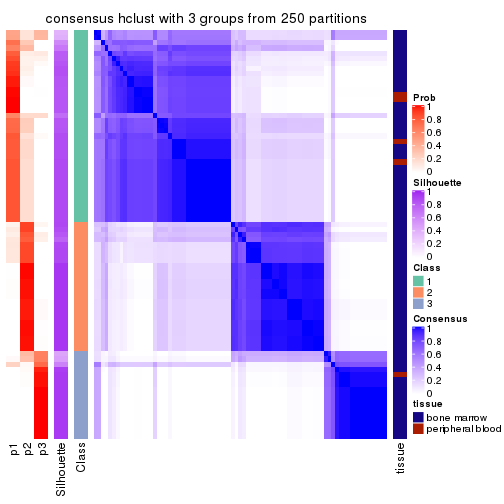 consensus hclust with 3 groups from 250 partitions
Prob
1
0.8
0.6
0.4
0.2
0
Silhouette
1
0.8
0.6
0.4
0.2
0
Class
1
2
3
Consensus
1
0.8
0.6
0.4
0.2
0
tissue
bone marrow
peripheral blood
p1
p2
p3
Silhouette
Class
tissue